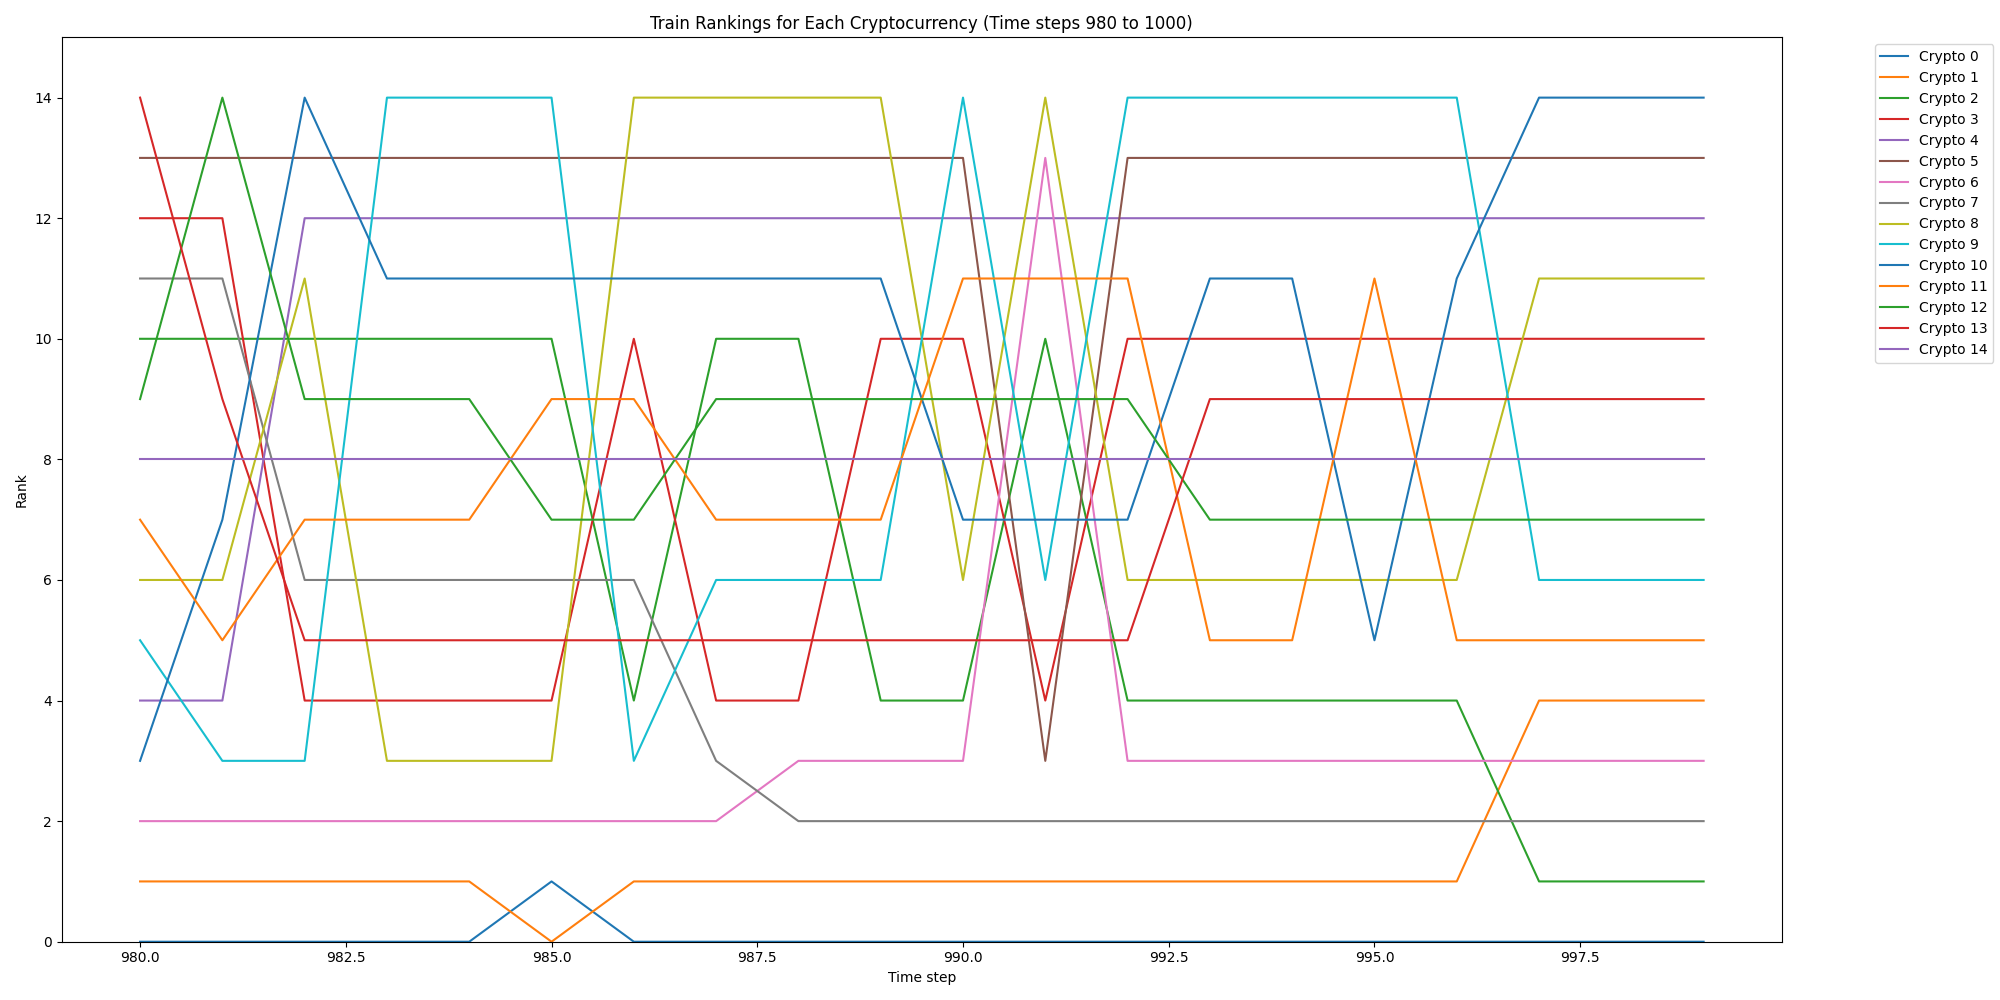 Train Rankings for Each Cryptocurrency (Time steps 980 to 1000)
Rank
14
12
10
8
6
4
2
0
980.0 982.5 985.0 987.5 990.0 992.5 995.0 997.5
Time step
Crypto 0
Crypto 1
Crypto 2
Crypto 3
Crypto 4
Crypto 5
Crypto 6
Crypto 7
Crypto 8
Crypto 9
Crypto 10
Crypto 11
Crypto 12
Crypto 13
Crypto 14